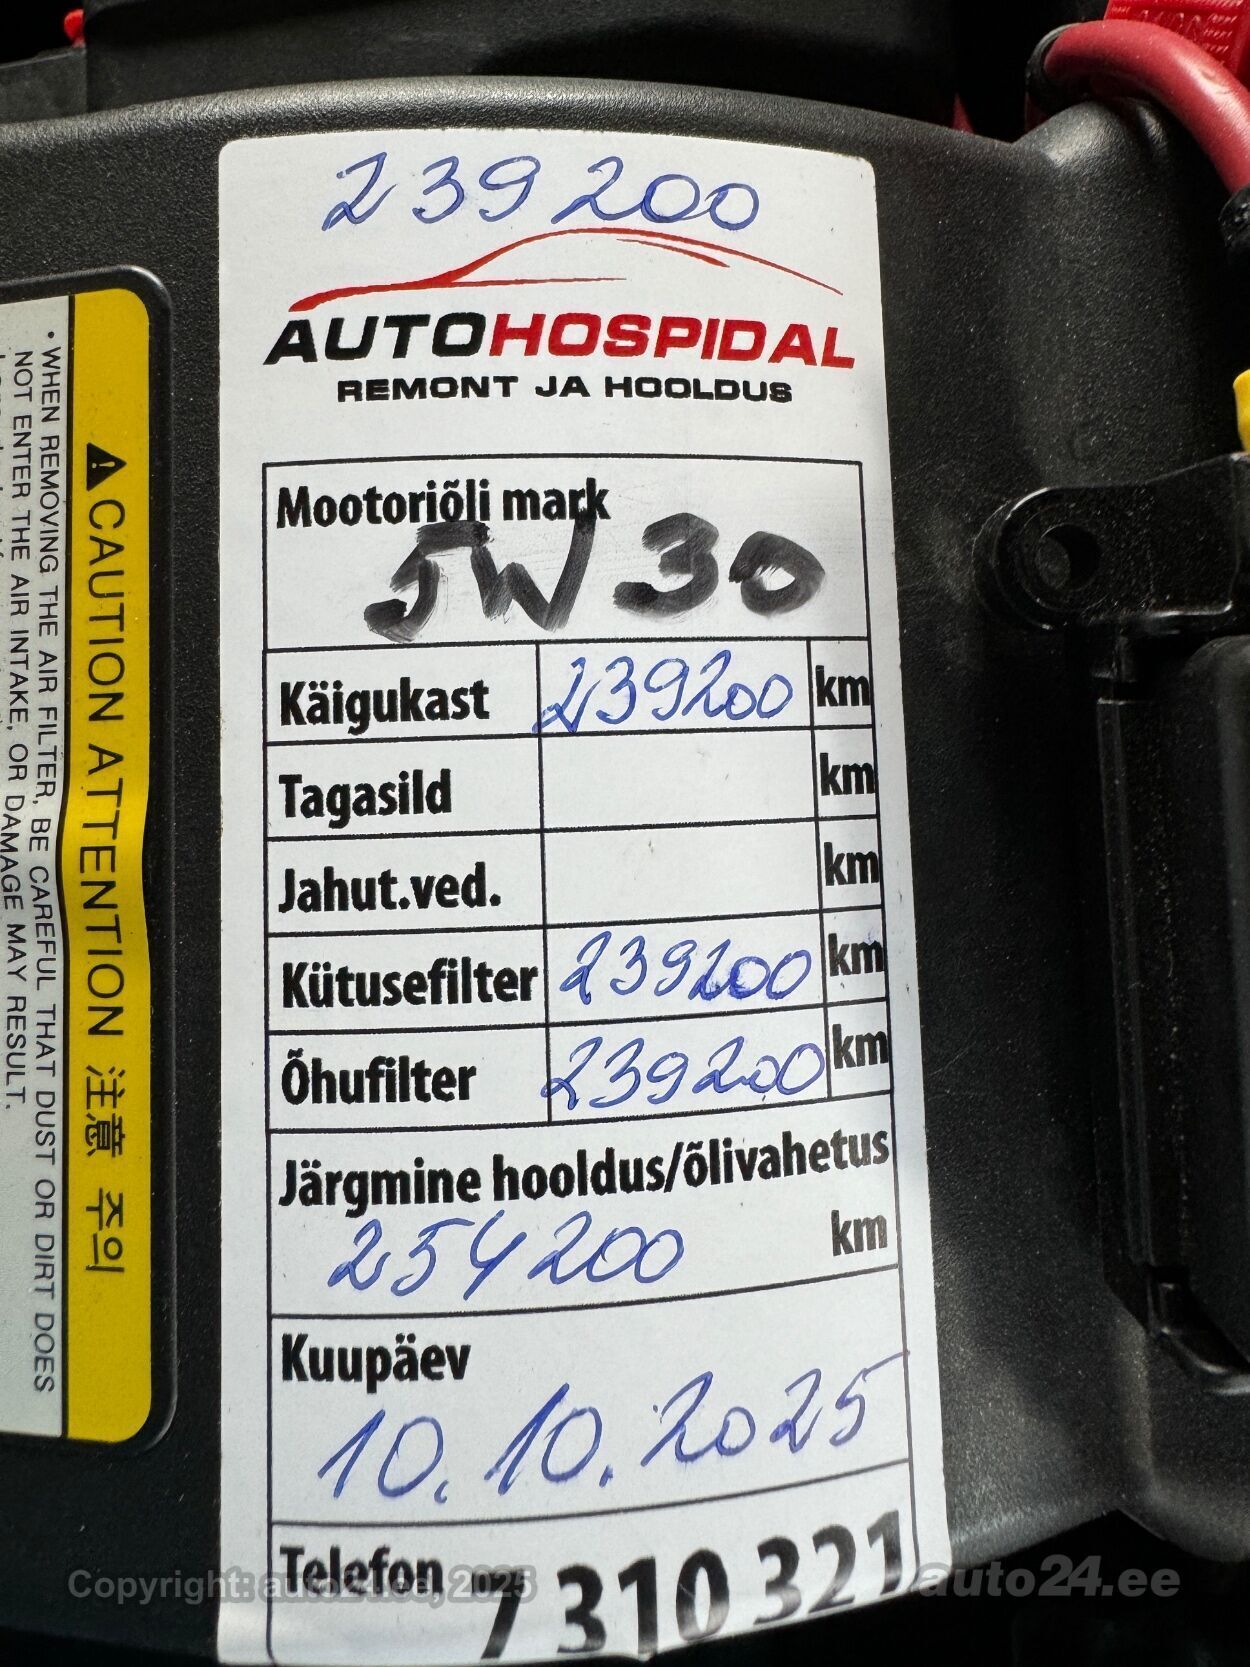 239200
AUTOHOSPIDAL
REMONT JA HOOLDUS
Mootoriõli mark
5W30
Käigukast 239200 km
Tagasild km
Jahut.ved. km
Kütusefilter 239200 km
Õhufilter 239200 km
Järgmine hooldus/õlivahetus
254200 km
Kuupäev
10.10.2025
Telefon 7 310 321
⚠CAUTION ATTENTION 注意 주의
• WHEN REMOVING THE AIR FILTER, BE CAREFUL THAT DUST OR DIRT DOES
NOT ENTER THE AIR INTAKE, OR DAMAGE MAY RESULT.
Copyright: auto24.ee, 2025
auto24.ee